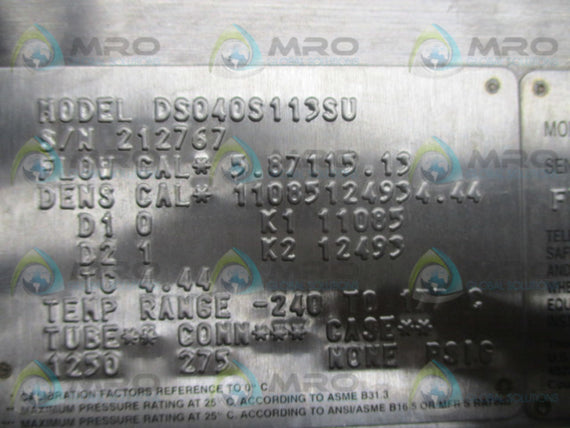 MRO
GLOBAL SOLUTIONS
MODEL DS040S113SU
S/N 212767
FLOW CAL* 5.87115.13
DENS CAL* 11085124934.44
D1 0 K1 11085
D2 1 K2 12493
TC 4.44
TEMP RANGE -240 TO C
TUBE** CONN*** CASE**
1250 275 NONE PSIG
* CALIBRATION FACTORS REFERENCE TO 0° C.
** MAXIMUM PRESSURE RATING AT 25° C, ACCORDING TO ASME B31.3
*** MAXIMUM PRESSURE RATING AT 25° C, ACCORDING TO ANSI/ASME B16.5 OR MFR'S RATING